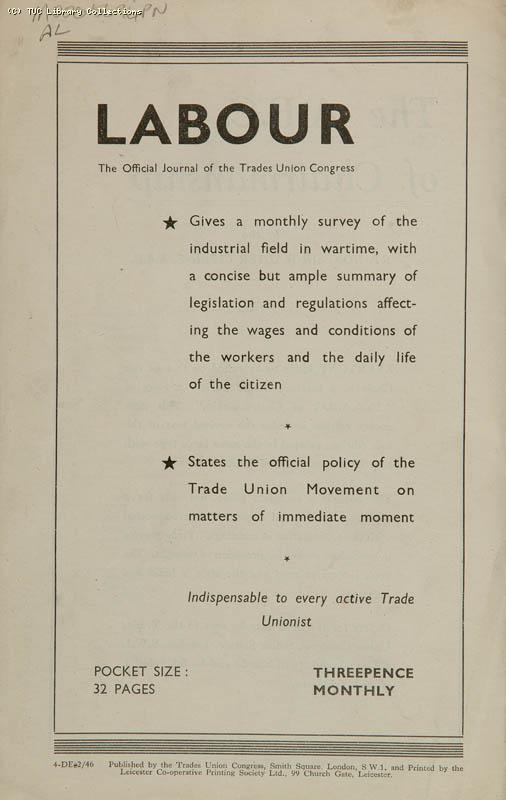 (C) TUC Library Collections
AL
LABOUR
The Official Journal of the Trades Union Congress
★ Gives a monthly survey of the
industrial field in wartime, with
a concise but ample summary of
legislation and regulations affect-
ing the wages and conditions of
the workers and the daily life
of the citizen
★
★ States the official policy of the
Trade Union Movement on
matters of immediate moment
★
Indispensable to every active Trade
Unionist
POCKET SIZE :
32 PAGES
THREEPENCE
MONTHLY
4-DE 2/46 Published by the Trades Union Congress, Smith Square, London, S.W.1, and Printed by the
Leicester Co-operative Printing Society Ltd., 99 Church Gate, Leicester.